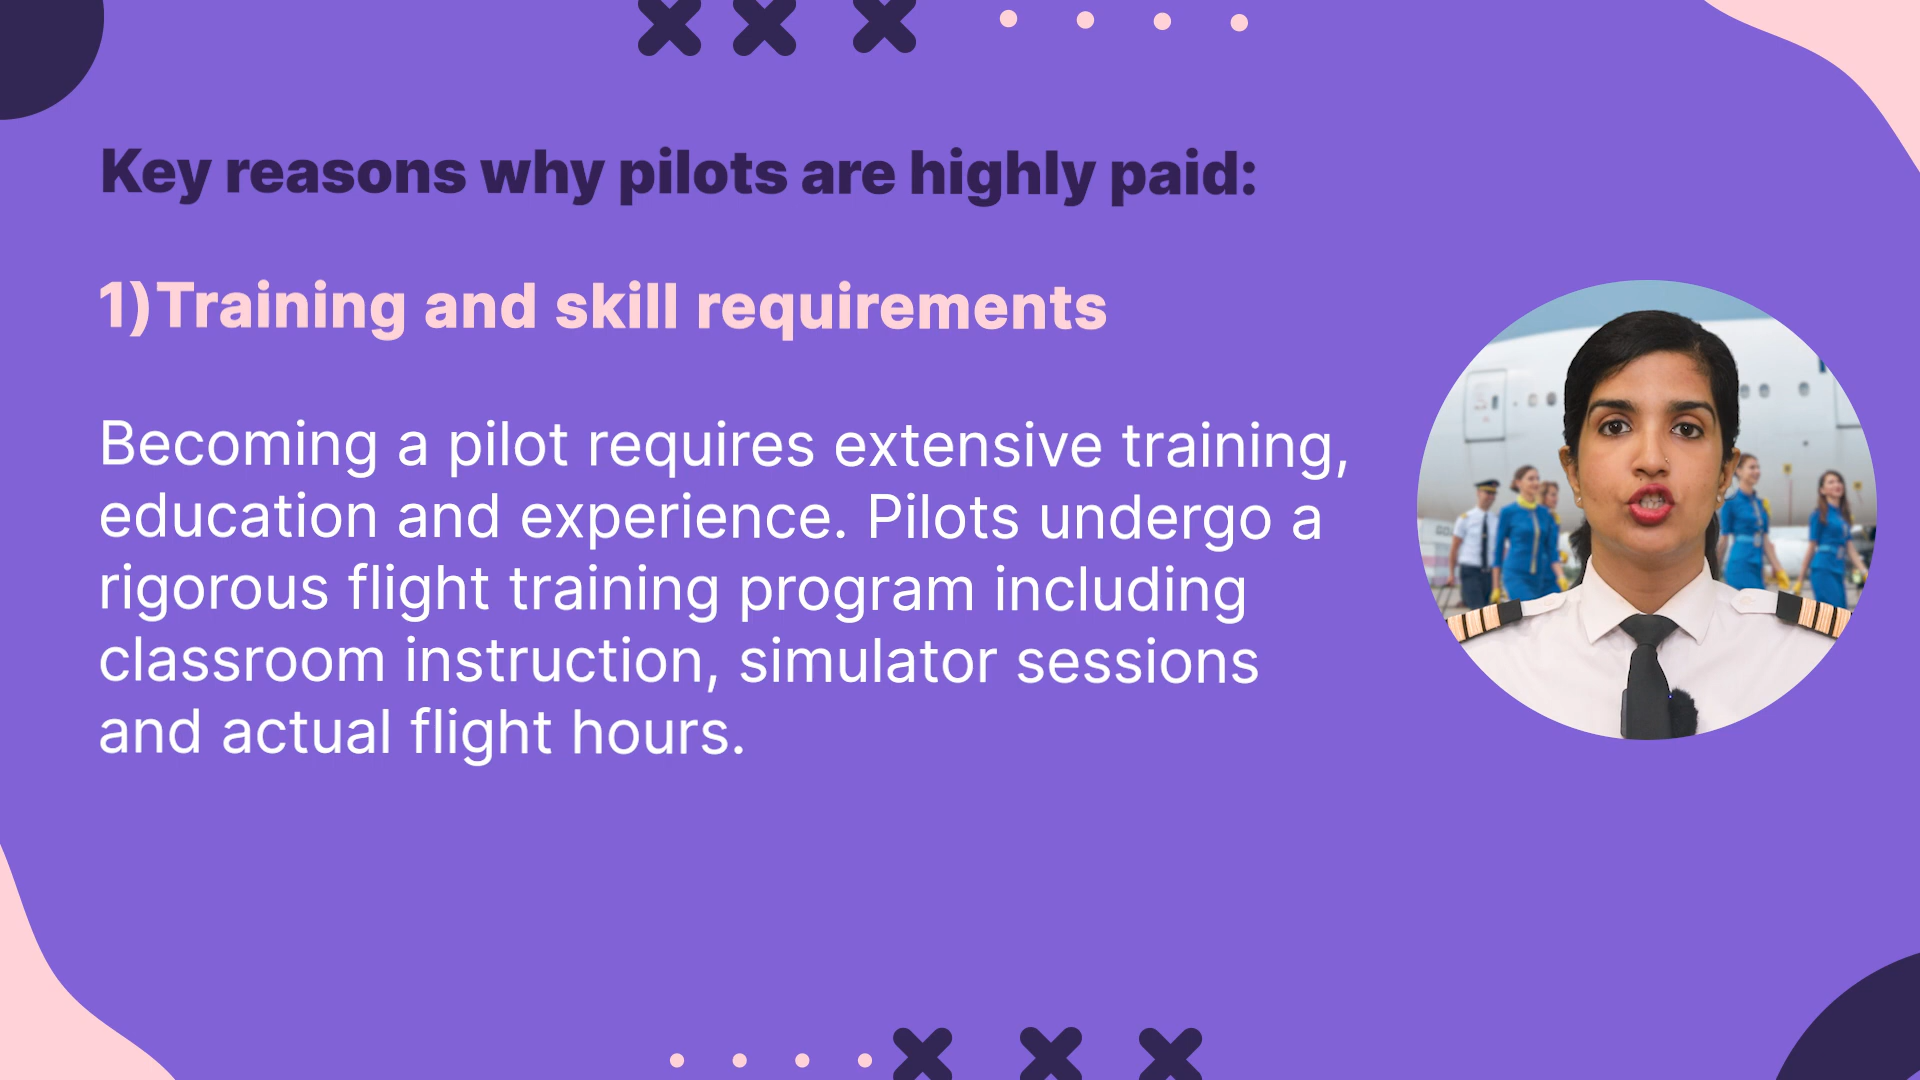 Key reasons why pilots are highly paid:
1)Training and skill requirements
Becoming a pilot requires extensive training,
education and experience. Pilots undergo a
rigorous flight training program including
classroom instruction, simulator sessions
and actual flight hours.